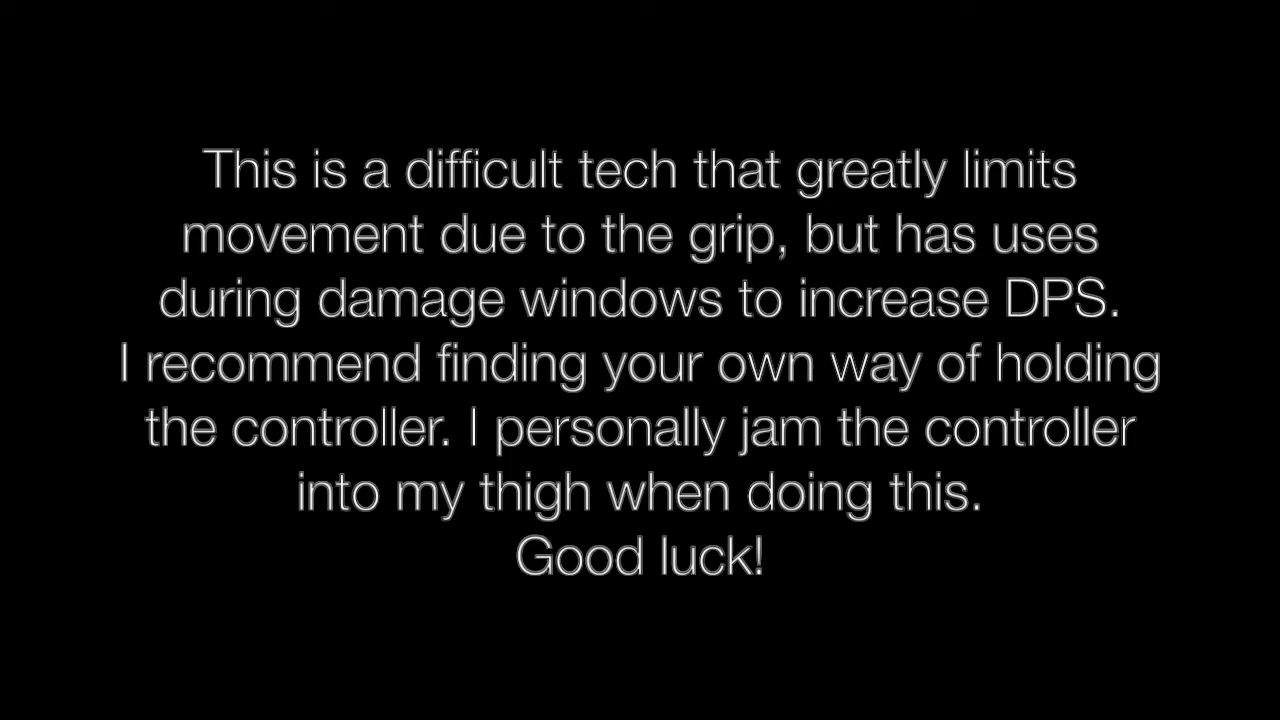 This is a difficult tech that greatly limits
movement due to the grip, but has uses
during damage windows to increase DPS.
I recommend finding your own way of holding
the controller. I personally jam the controller
into my thigh when doing this.
Good luck!